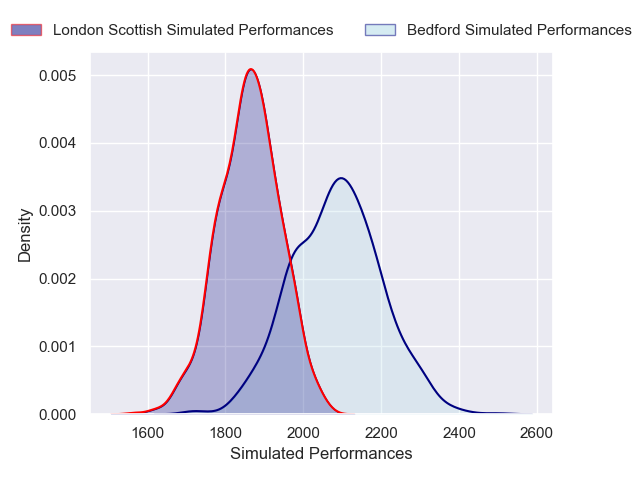 London Scottish Simulated Performances
Bedford Simulated Performances
0.005
0.004
0.003
0.002
0.001
0.000
Density
1600 1800 2000 2200 2400 2600
Simulated Performances